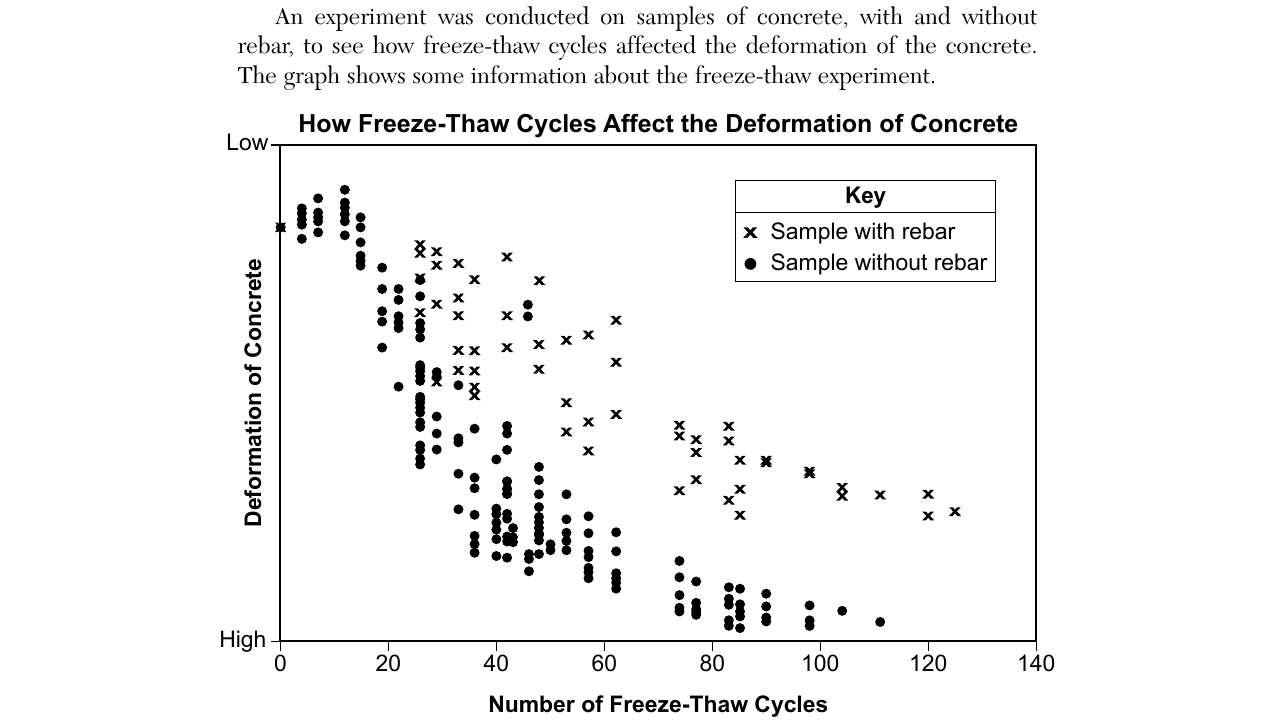 An experiment was conducted on samples of concrete, with and without
rebar, to see how freeze-thaw cycles affected the deformation of the concrete.
The graph shows some information about the freeze-thaw experiment.
How Freeze-Thaw Cycles Affect the Deformation of Concrete
Low
Key
Sample with rebar
Sample without rebar
Deformation of Concrete
High
0 20 40 60 80 100 120 140
Number of Freeze-Thaw Cycles